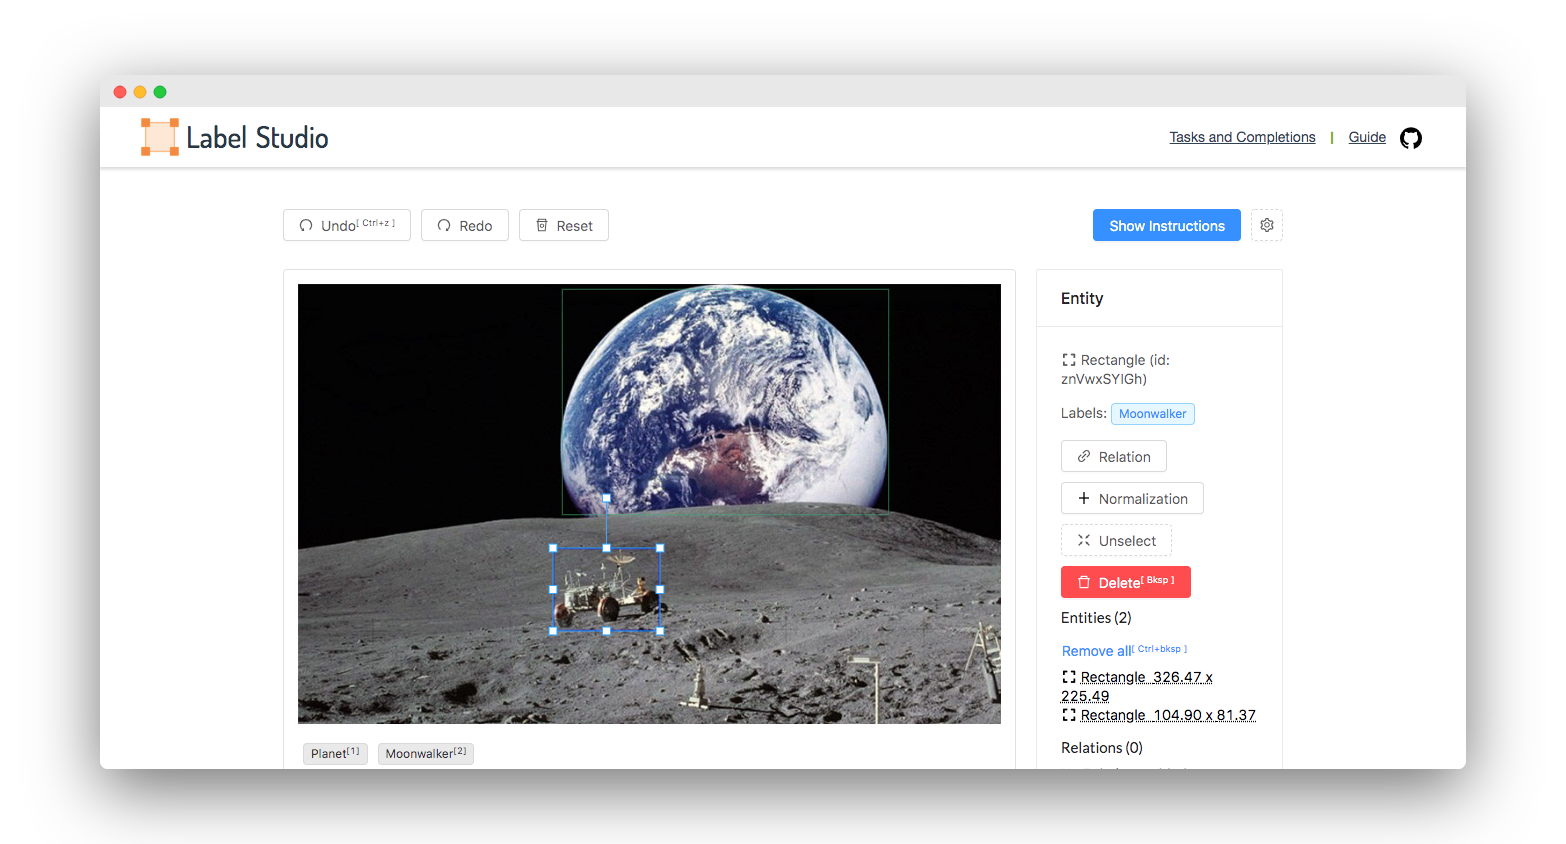 Label Studio
Tasks and Completions | Guide
Undo[ Ctrl+z ] Redo Reset
Show Instructions
Entity
Rectangle (id:
znVwxSYlGh)
Labels: Moonwalker
Relation
Normalization
Unselect
Delete[ Bksp ]
Entities (2)
Remove all[ Ctrl+bksp ]
Rectangle 326.47 x
225.49
Rectangle 104.90 x 81.37
Relations (0)
Planet[1] Moonwalker[2]